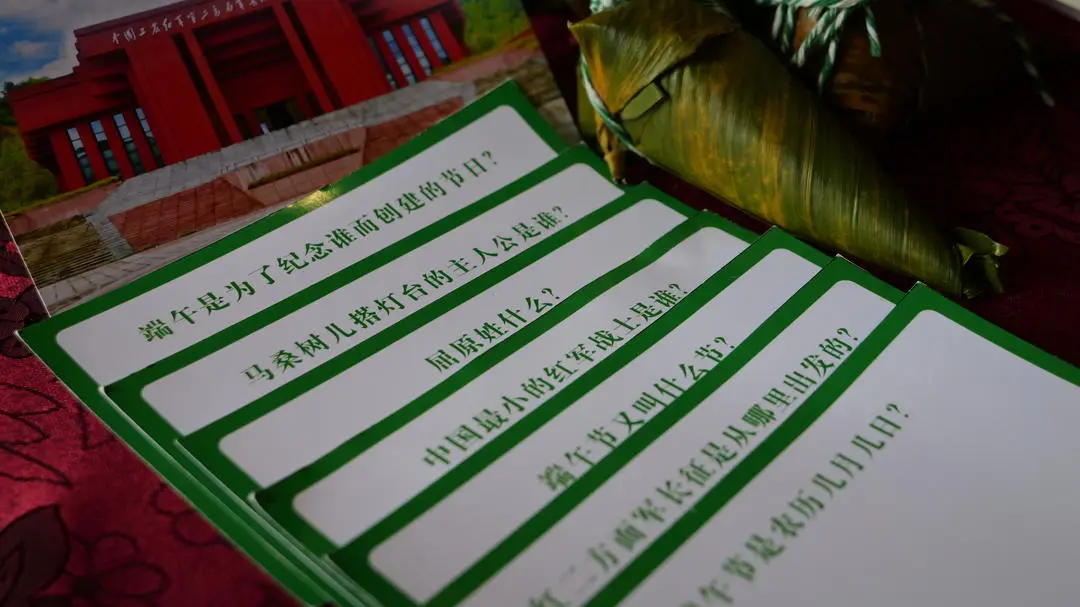 端午是为了纪念谁而创建的节日？
马桑树儿搭灯台的主人公是谁？
屈原姓什么？
中国最小的红军战士是谁？
端午节又叫什么节？
红二方面军长征是从哪里出发的？
午节是农历几月几日？